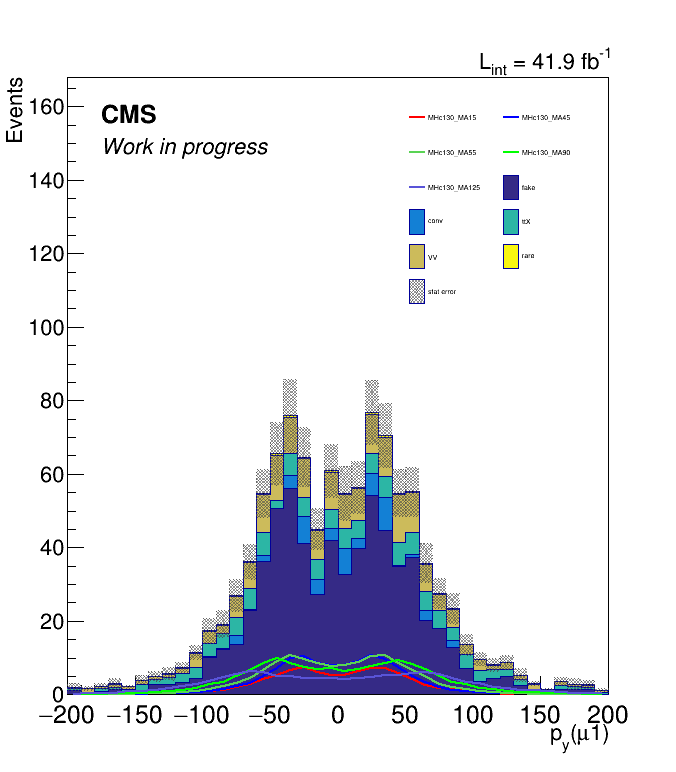 L_int = 41.9 fb^-1
Events
CMS
Work in progress
MHc130_MA15
MHc130_MA45
MHc130_MA55
MHc130_MA90
MHc130_MA125
fake
conv
ttX
VV
rare
stat error
160
140
120
100
80
60
40
20
0
−200 −150 −100 −50 0 50 100 150 200
p_y(μ1)